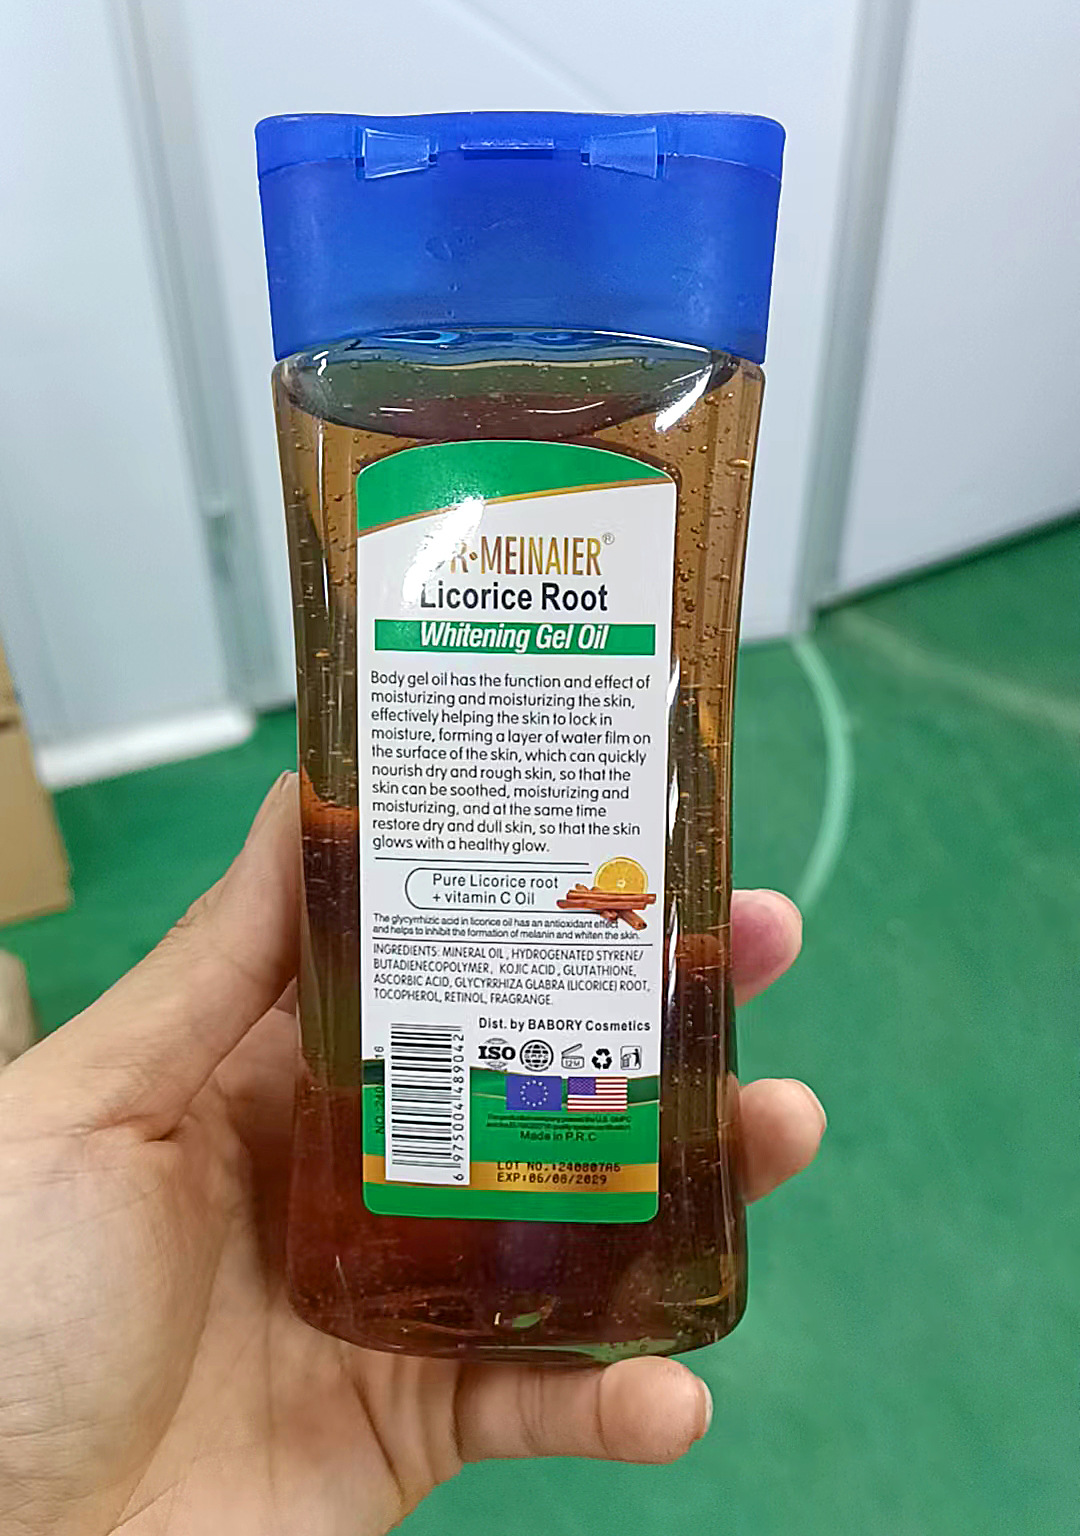 R·MEINAIER®
Licorice Root
Whitening Gel Oil
Body gel oil has the function and effect of
moisturizing and moisturizing the skin,
effectively helping the skin to lock in
moisture, forming a layer of water film on
the surface of the skin, which can quickly
nourish dry and rough skin, so that the
skin can be soothed, moisturizing and
moisturizing, and at the same time
restore dry and dull skin, so that the skin
glows with a healthy glow.
Pure Licorice root
+ vitamin C Oil
The glycyrrhizic acid in licorice oil has an antioxidant effect
and helps to inhibit the formation of melanin and whiten the skin.
INGREDIENTS: MINERAL OIL , HYDROGENATED STYRENE/
BUTADIENECOPOLYMER, KOJIC ACID , GLUTATHIONE,
ASCORBIC ACID, GLYCYRRHIZA GLABRA (LICORICE) ROOT,
TOCOPHEROL, RETINOL, FRAGRANGE.
Dist. by BABORY Cosmetics
ISO
12M
6 975004 489042
Made in P.R.C
LOT NO.:240807A6
EXP:06/08/2029